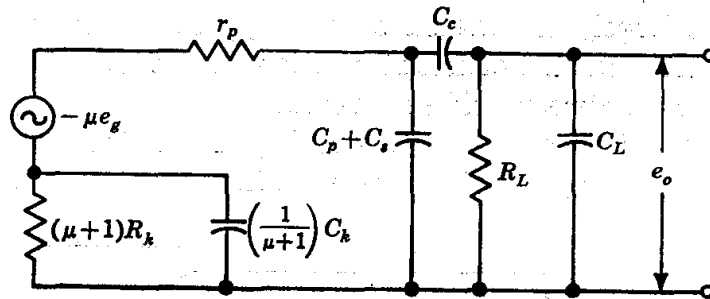 r_p
C_c
−μe_g
C_p+C_s
R_L
C_L
e_o
(μ+1)R_k
(1/(μ+1)) C_k